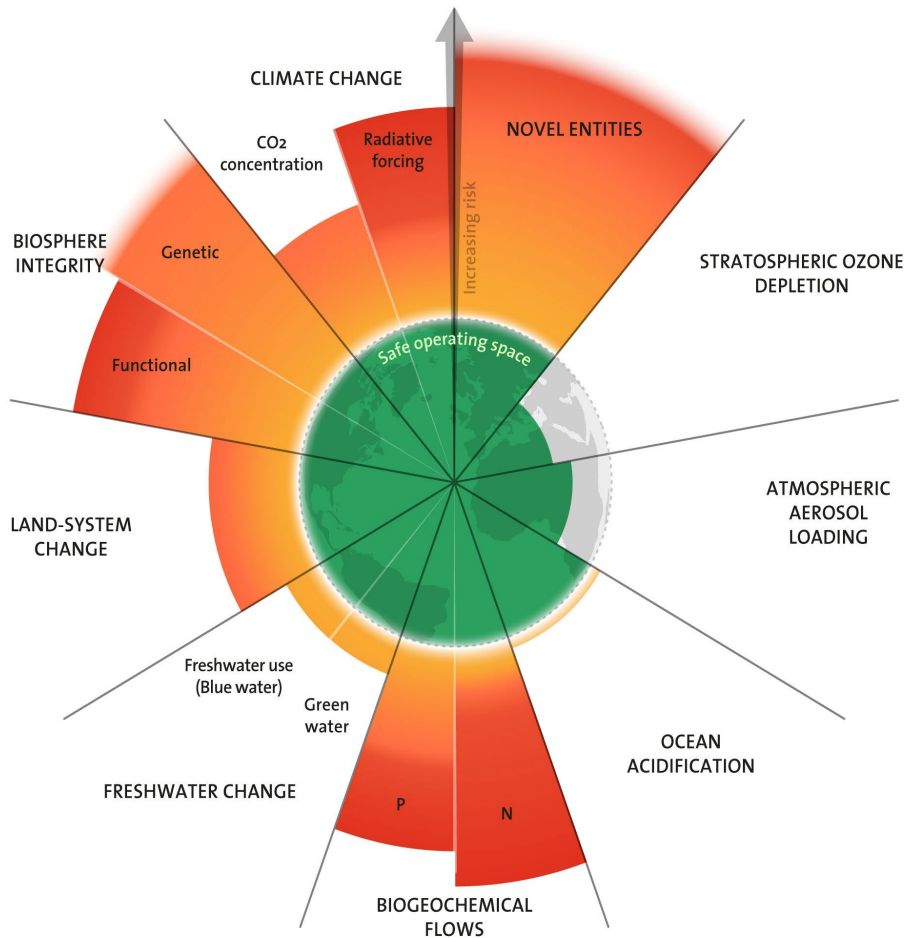 CLIMATE CHANGE
CO2
concentration
Radiative
forcing
Increasing risk
NOVEL ENTITIES
STRATOSPHERIC OZONE
DEPLETION
ATMOSPHERIC
AEROSOL
LOADING
OCEAN
ACIDIFICATION
BIOGEOCHEMICAL
FLOWS
P
N
FRESHWATER CHANGE
Freshwater use
(Blue water)
Green
water
LAND-SYSTEM
CHANGE
BIOSPHERE
INTEGRITY
Genetic
Functional
Safe operating space